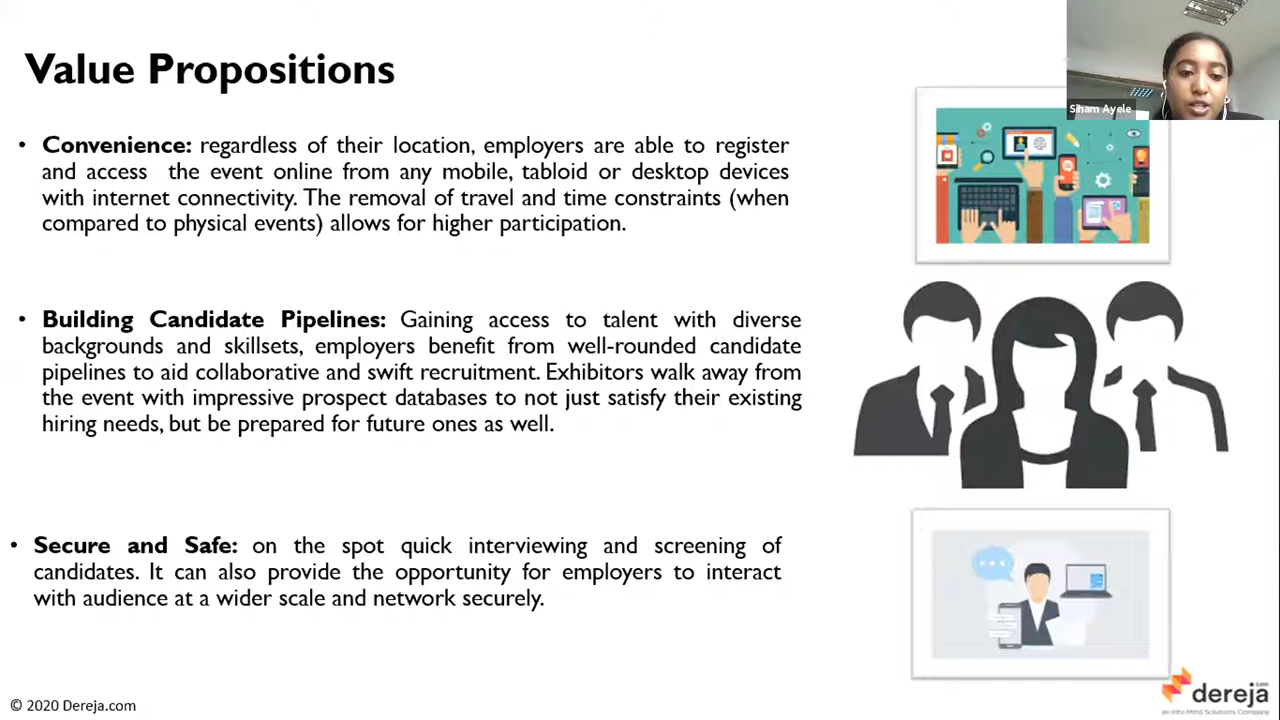 Value Propositions
Siham Ayele
• Convenience: regardless of their location, employers are able to register
and access the event online from any mobile, tabloid or desktop devices
with internet connectivity. The removal of travel and time constraints (when
compared to physical events) allows for higher participation.
• Building Candidate Pipelines: Gaining access to talent with diverse
backgrounds and skillsets, employers benefit from well-rounded candidate
pipelines to aid collaborative and swift recruitment. Exhibitors walk away from
the event with impressive prospect databases to not just satisfy their existing
hiring needs, but be prepared for future ones as well.
• Secure and Safe: on the spot quick interviewing and screening of
candidates. It can also provide the opportunity for employers to interact
with audience at a wider scale and network securely.
© 2020 Dereja.com
dereja.com
an Info Mind Solutions Company